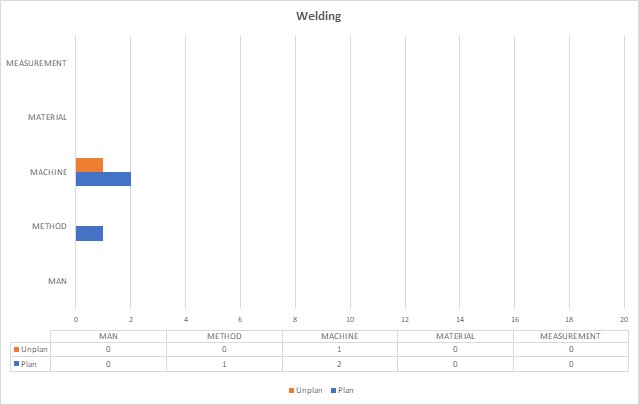 Welding
MEASUREMENT
MATERIAL
MACHINE
METHOD
MAN
0 2 4 6 8 10 12 14 16 18 20
MAN METHOD MACHINE MATERIAL MEASUREMENT
Unplan 0 0 1 0 0
Plan 0 1 2 0 0
Unplan Plan